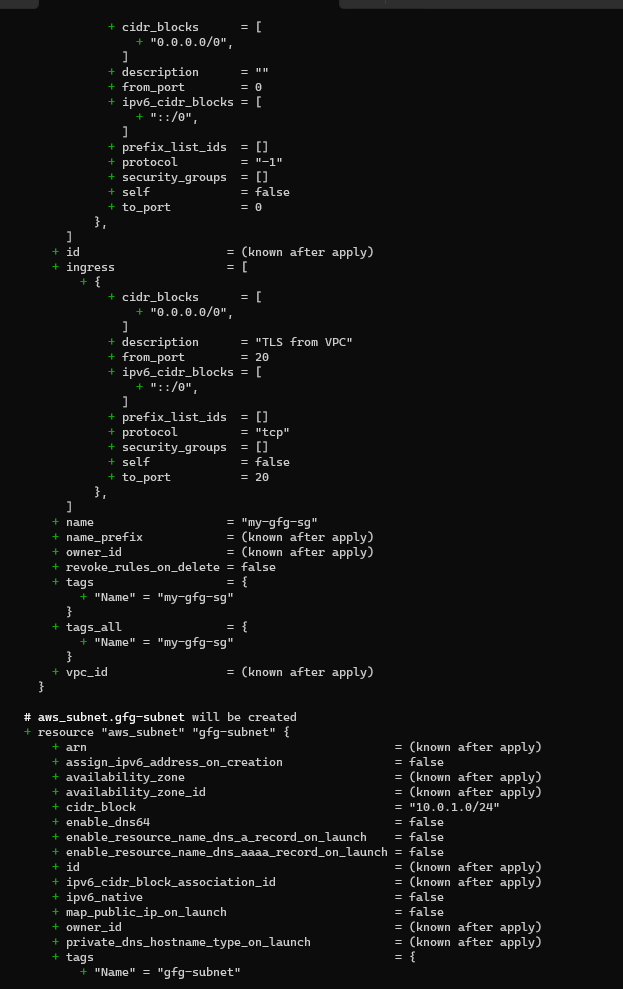 + cidr_blocks      = [
+ "0.0.0.0/0",
]
+ description      = ""
+ from_port        = 0
+ ipv6_cidr_blocks = [
+ "::/0",
]
+ prefix_list_ids  = []
+ protocol         = "-1"
+ security_groups  = []
+ self             = false
+ to_port          = 0
},
]
+ id                     = (known after apply)
+ ingress                = [
+ {
+ cidr_blocks      = [
+ "0.0.0.0/0",
]
+ description      = "TLS from VPC"
+ from_port        = 20
+ ipv6_cidr_blocks = [
+ "::/0",
]
+ prefix_list_ids  = []
+ protocol         = "tcp"
+ security_groups  = []
+ self             = false
+ to_port          = 20
},
]
+ name                   = "my-gfg-sg"
+ name_prefix            = (known after apply)
+ owner_id               = (known after apply)
+ revoke_rules_on_delete = false
+ tags                   = {
+ "Name" = "my-gfg-sg"
}
+ tags_all               = {
+ "Name" = "my-gfg-sg"
}
+ vpc_id                 = (known after apply)
}
# aws_subnet.gfg-subnet will be created
+ resource "aws_subnet" "gfg-subnet" {
+ arn                                            = (known after apply)
+ assign_ipv6_address_on_creation                = false
+ availability_zone                              = (known after apply)
+ availability_zone_id                           = (known after apply)
+ cidr_block                                     = "10.0.1.0/24"
+ enable_dns64                                   = false
+ enable_resource_name_dns_a_record_on_launch    = false
+ enable_resource_name_dns_aaaa_record_on_launch = false
+ id                                             = (known after apply)
+ ipv6_cidr_block_association_id                 = (known after apply)
+ ipv6_native                                    = false
+ map_public_ip_on_launch                        = false
+ owner_id                                       = (known after apply)
+ private_dns_hostname_type_on_launch            = (known after apply)
+ tags                                           = {
+ "Name" = "gfg-subnet"